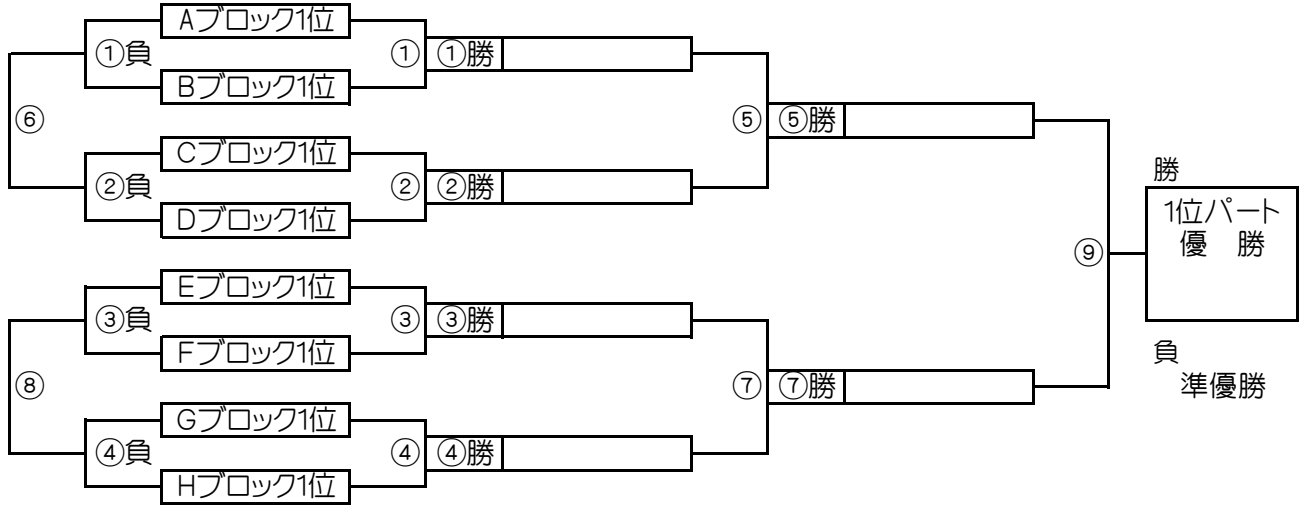 Aブロック1位
①負
①
①勝
Bブロック1位
⑥
⑤
⑤勝
Cブロック1位
②負
②
②勝
Dブロック1位
勝
1位パート
優　勝
⑨
Eブロック1位
③負
③
③勝
Fブロック1位
負
準優勝
⑧
⑦
⑦勝
Gブロック1位
④負
④
④勝
Hブロック1位